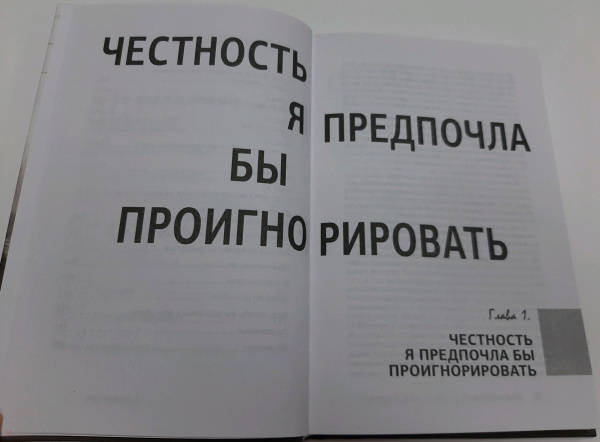 ЧЕСТНОСТЬ
Я ПРЕДПОЧЛА
БЫ
ПРОИГНОРИРОВАТЬ
Глава 1.
ЧЕСТНОСТЬ
Я ПРЕДПОЧЛА БЫ
ПРОИГНОРИРОВАТЬ